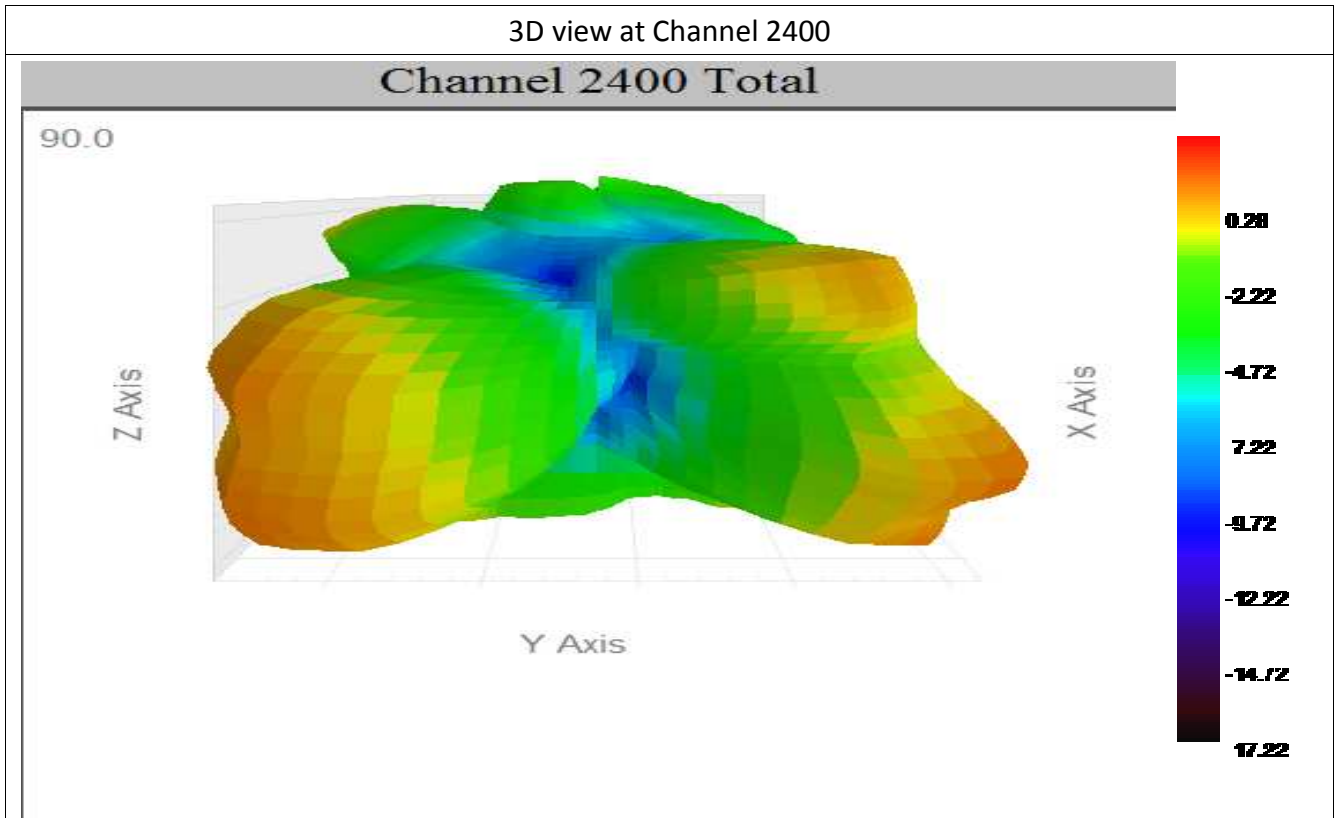 3D view at Channel 2400
Channel 2400 Total
90.0
0.28
-2.22
-4.72
7.22
-9.72
-12.22
-14.72
17.22
Z Axis
X Axis
Y Axis